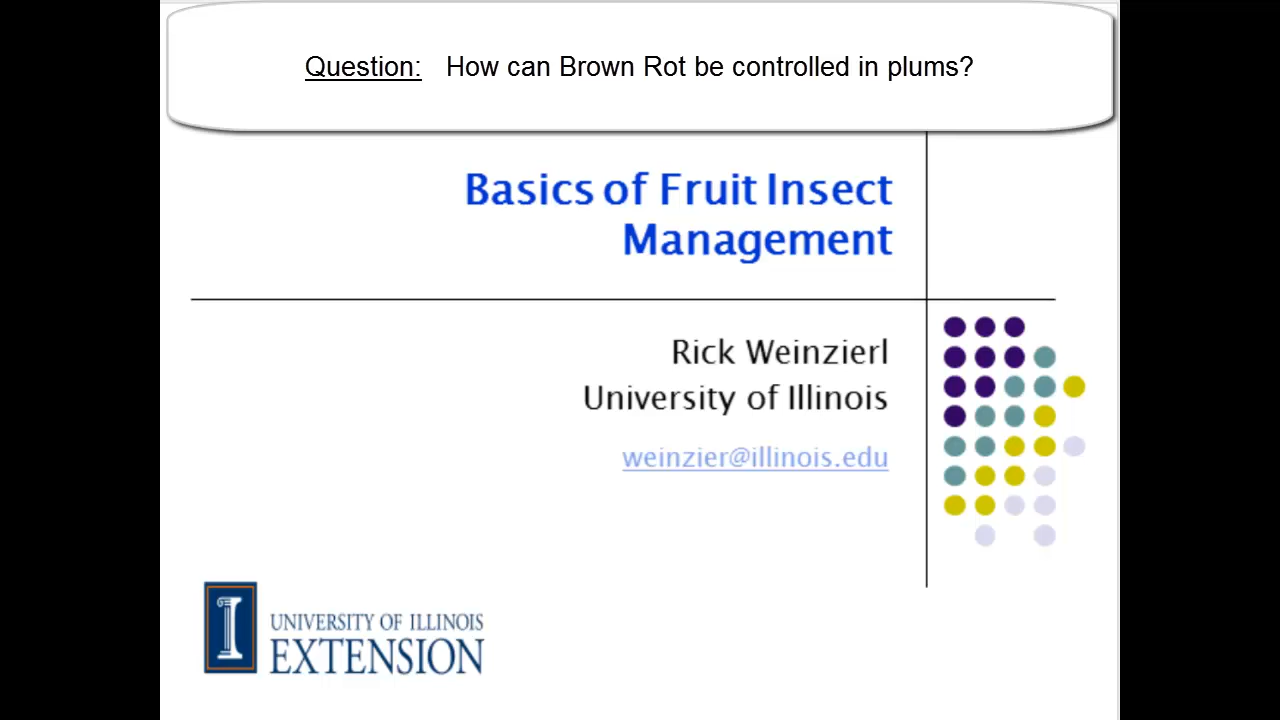 Question: How can Brown Rot be controlled in plums?
Basics of Fruit Insect
Management
Rick Weinzierl
University of Illinois
weinzier@illinois.edu
I
UNIVERSITY OF ILLINOIS
EXTENSION